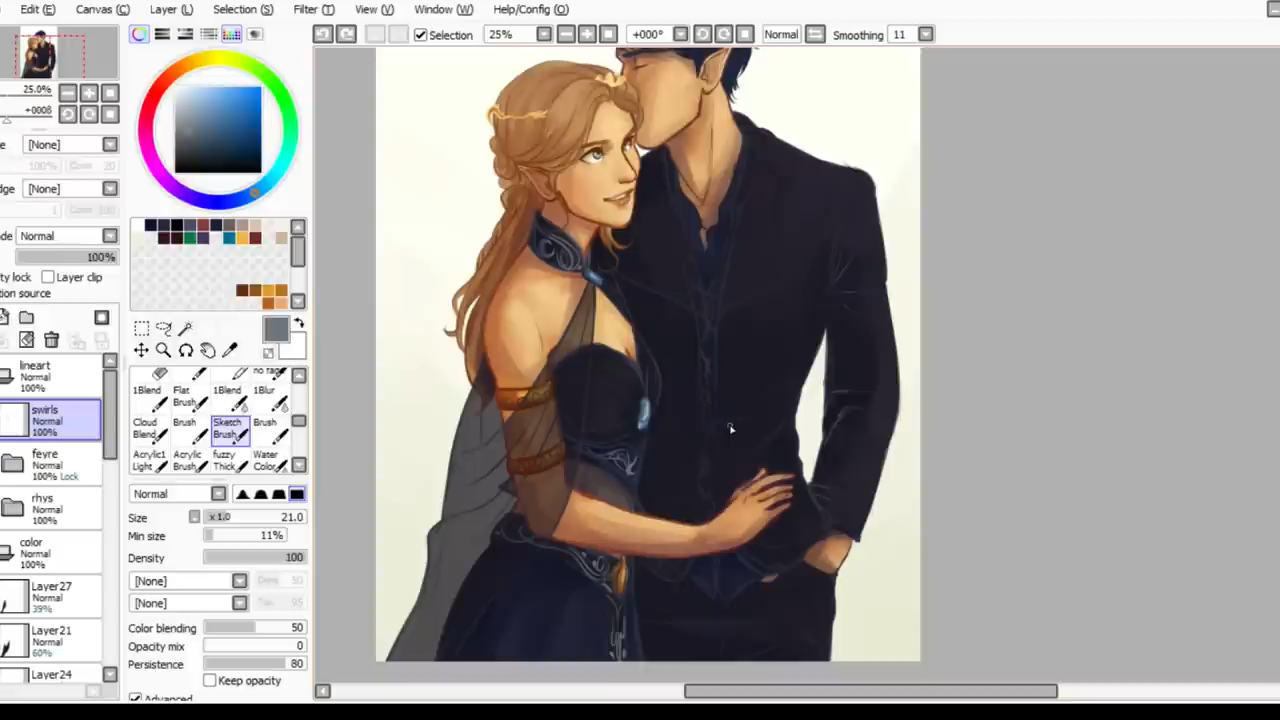 Edit (E) Canvas (C) Layer (L) Selection (S) Filter (T) View (V) Window (W) Help/Config (O)
Selection 25% +000° Normal Smoothing 11
25.0%
[None]
100%
[None]
1
Normal
100%
Layer clip
lineart
Normal
100%
swirls
Normal
100%
feyre
Normal
100% Lock
rhys
Normal
100%
color
Normal
100%
Layer27
Normal
39%
Layer21
Normal
60%
Layer24
1Blend Flat Brush 1Blend 1Blur
Cloud Blend Brush Sketch Brush Brush
Acrylic1 Light Acrylic Brush fuzzy Thick Water Color
Normal
Size x 1.0 21.0
Min size 11%
Density 100
[None]
[None]
Color blending 50
Opacity mix 0
Persistence 80
Keep opacity
Advanced